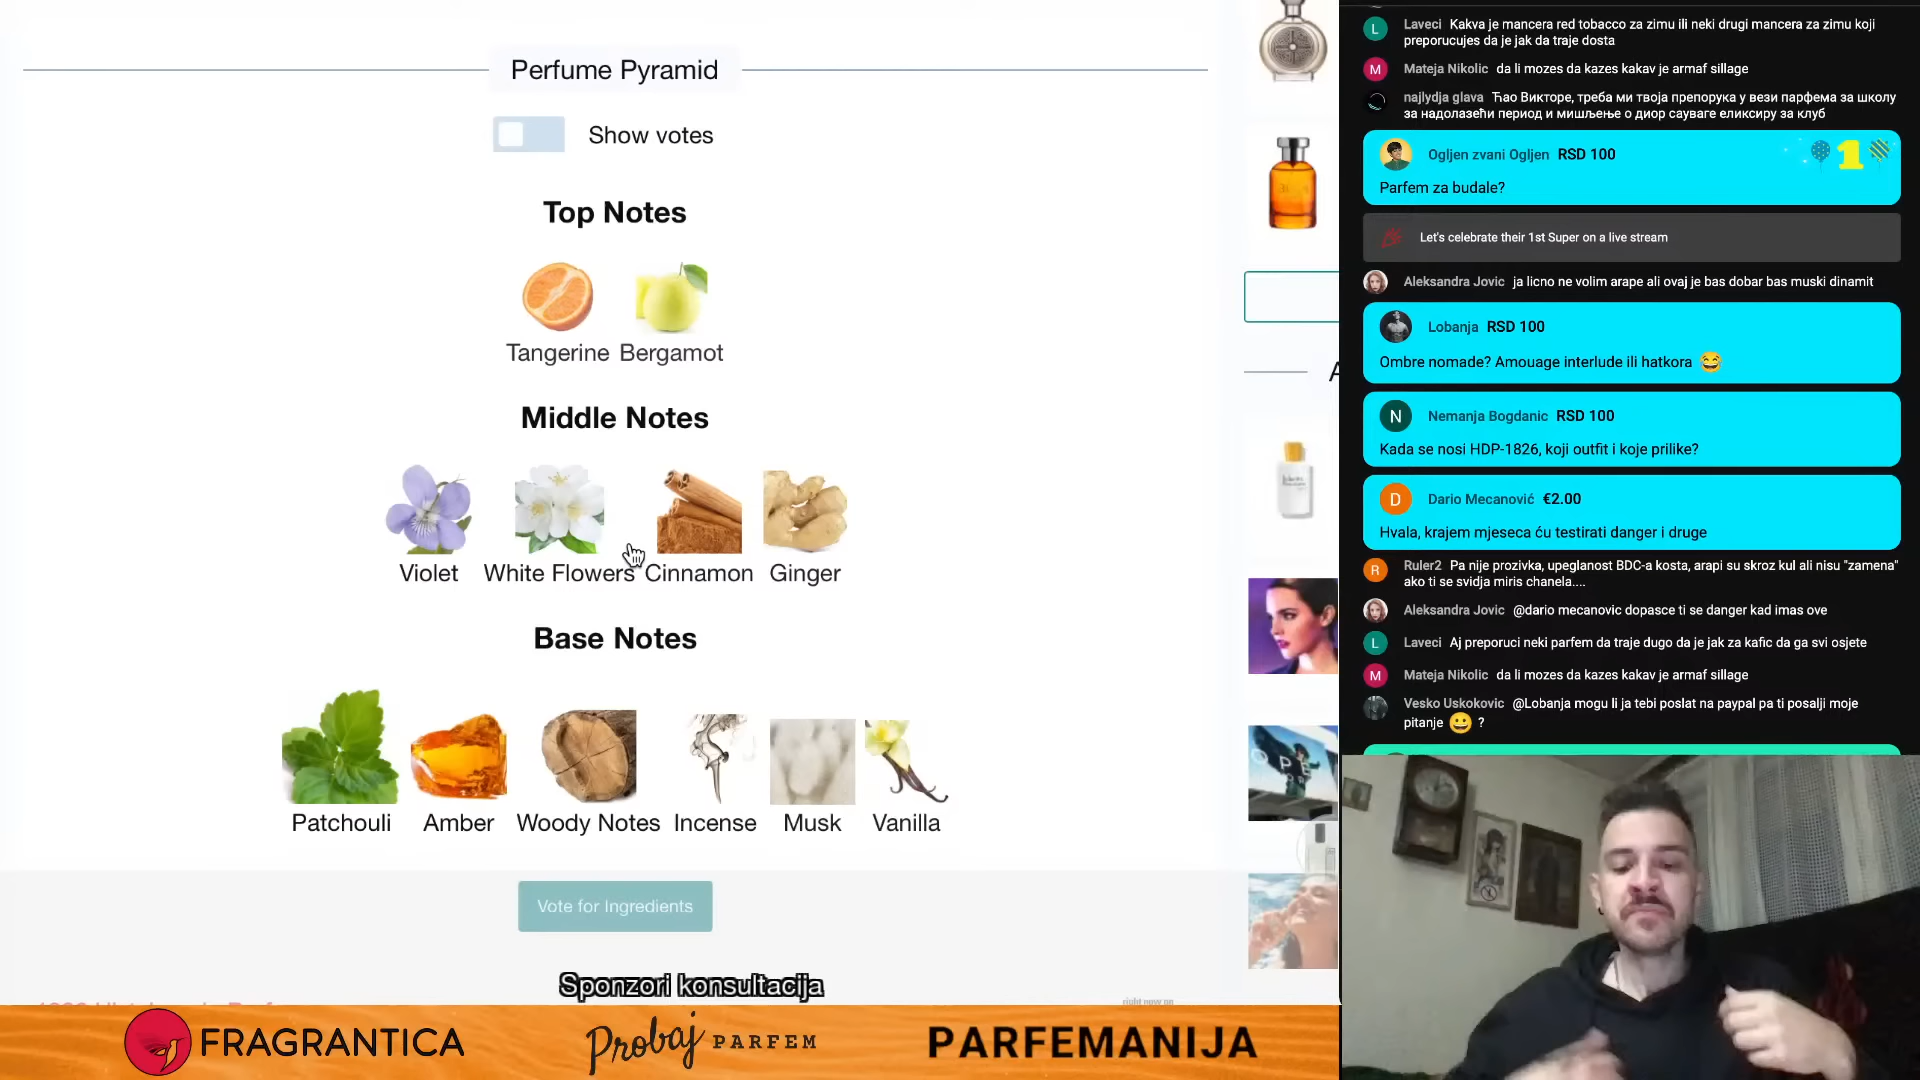 Perfume Pyramid
Show votes
Top Notes
Tangerine Bergamot
Middle Notes
Violet White Flowers Cinnamon Ginger
Base Notes
Patchouli Amber Woody Notes Incense Musk Vanilla
Vote for Ingredients
Sponzori konsultacija
right now on
FRAGRANTICA
Probaj PARFEM
PARFEMANIJA
L Laveci Kakva je mancera red tobacco za zimu ili neki drugi mancera za zimu koji
preporucujes da je jak da traje dosta
M Mateja Nikolic da li mozes da kazes kakav je armaf sillage
najlydja glava Ћао Викторе, треба ми твоја препорука у вези парфема за школу
за надолазећи период и мишљење о диор сауваге еликсиру за клуб
Ogljen zvani Ogljen RSD 100
1
Parfem za budale?
Let's celebrate their 1st Super on a live stream
Aleksandra Jovic ja licno ne volim arape ali ovaj je bas dobar bas muski dinamit
Lobanja RSD 100
Ombre nomade? Amouage interlude ili hatkora 😂
N Nemanja Bogdanic RSD 100
Kada se nosi HDP-1826, koji outfit i koje prilike?
D Dario Mecanović €2.00
Hvala, krajem mjeseca ću testirati danger i druge
R Ruler2 Pa nije prozivka, upeglanost BDC-a kosta, arapi su skroz kul ali nisu "zamena"
ako ti se svidja miris chanela....
Aleksandra Jovic @dario mecanovic dopasce ti se danger kad imas ove
L Laveci Aj preporuci neki parfem da traje dugo da je jak za kafic da ga svi osjete
M Mateja Nikolic da li mozes da kazes kakav je armaf sillage
Vesko Uskokovic @Lobanja mogu li ja tebi poslat na paypal pa ti posalji moje
pitanje 😀 ?